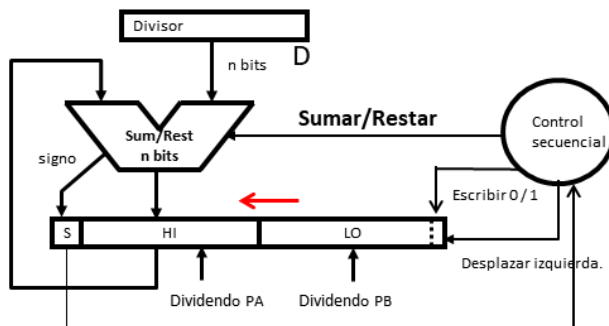 Divisor
D
n bits
Sumar/Restar
Sum/Rest
n bits
Control
secuencial
signo
Escribir 0 / 1
S
HI
LO
Desplazar izquierda.
Dividendo PA
Dividendo PB